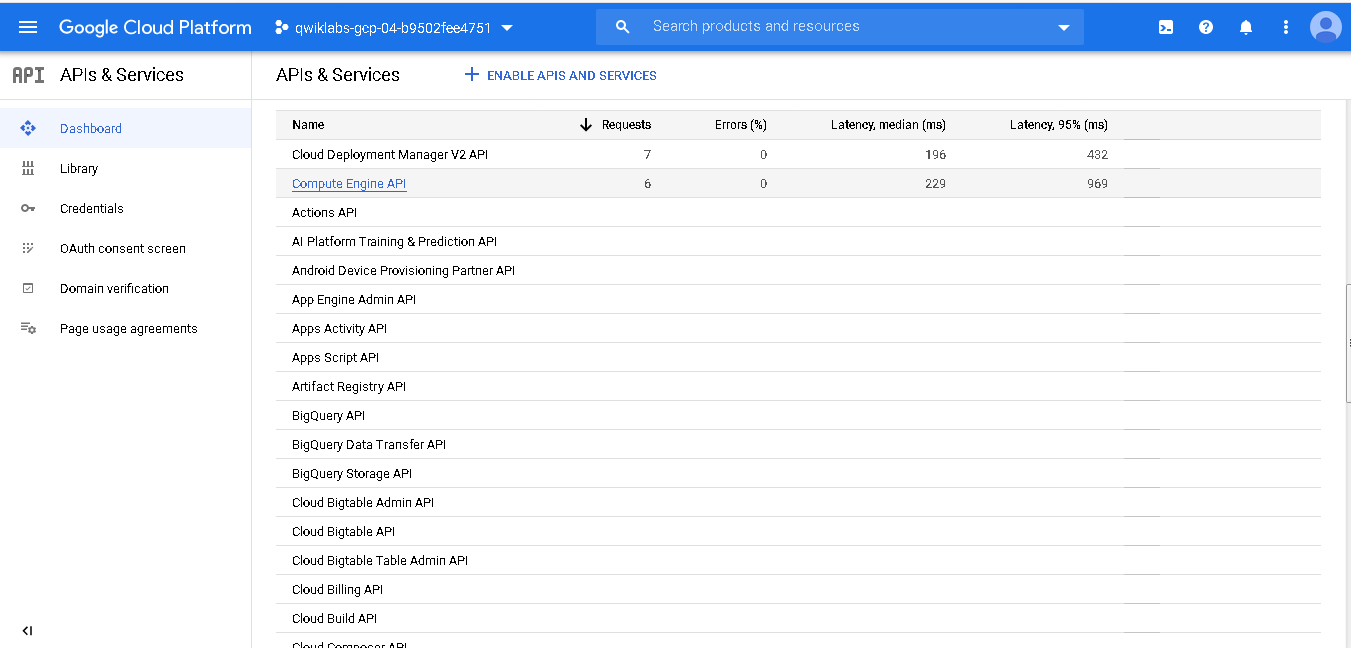 Google Cloud Platform qwiklabs-gcp-04-b9502fee4751 Search products and resources
API APIs & Services
Dashboard
Library
Credentials
OAuth consent screen
Domain verification
Page usage agreements
APIs & Services ENABLE APIS AND SERVICES
Name Requests Errors (%) Latency, median (ms) Latency, 95% (ms)
Cloud Deployment Manager V2 API 7 0 196 432
Compute Engine API 6 0 229 969
Actions API
AI Platform Training & Prediction API
Android Device Provisioning Partner API
App Engine Admin API
Apps Activity API
Apps Script API
Artifact Registry API
BigQuery API
BigQuery Data Transfer API
BigQuery Storage API
Cloud Bigtable Admin API
Cloud Bigtable API
Cloud Bigtable Table Admin API
Cloud Billing API
Cloud Build API
Cloud Composer API